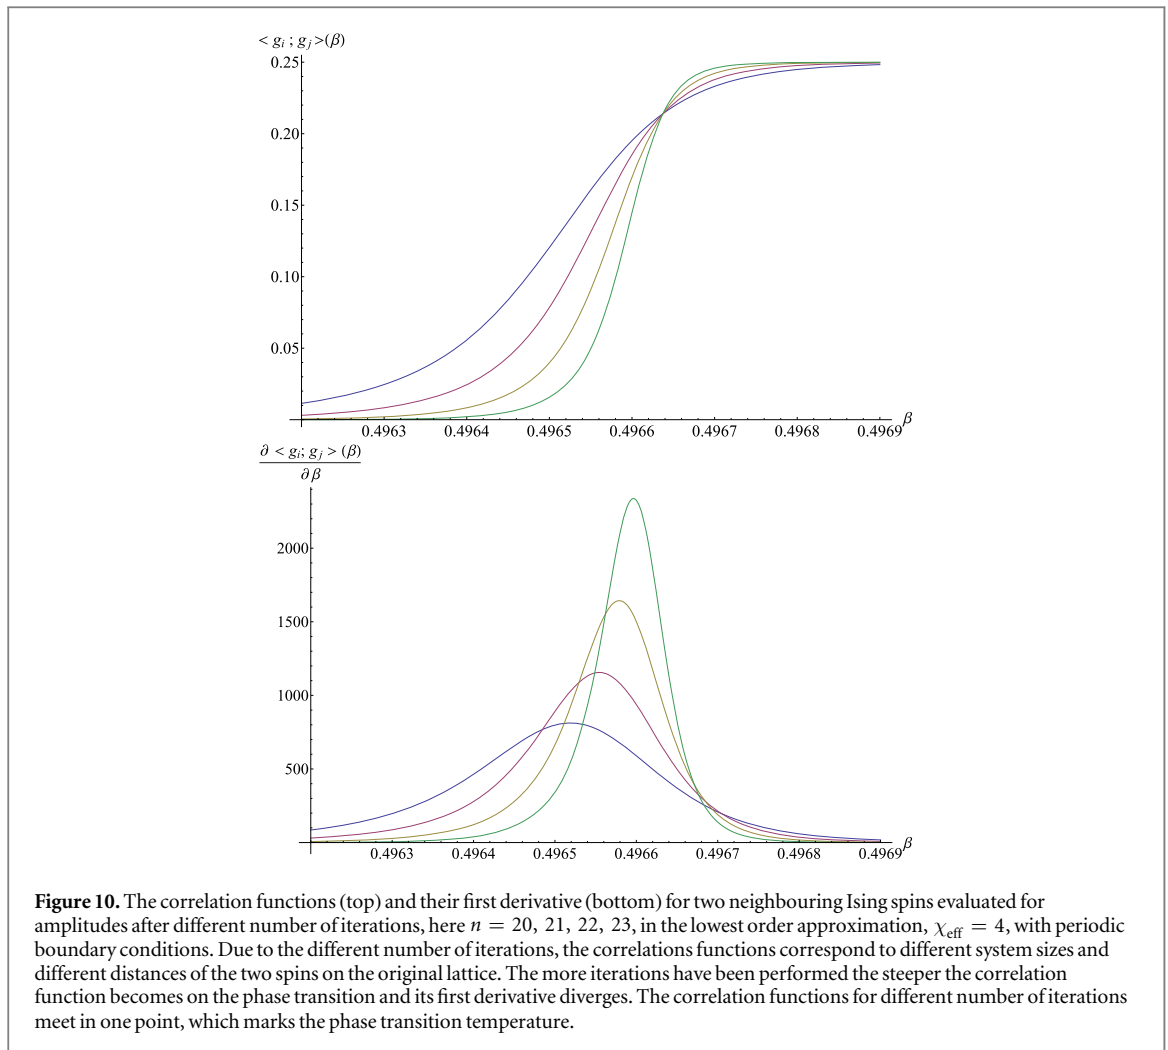 < g i ; g j >(β)
0.25
0.20
0.15
0.10
0.05
0.4963 0.4964 0.4965 0.4966 0.4967 0.4968 0.4969 β
∂ < g i ; g j > (β)
∂ β
2000
1500
1000
500
0.4963 0.4964 0.4965 0.4966 0.4967 0.4968 0.4969 β
Figure 10. The correlation functions (top) and their first derivative (bottom) for two neighbouring Ising spins evaluated for
amplitudes after different number of iterations, here n = 20, 21, 22, 23, in the lowest order approximation, χeff = 4, with periodic
boundary conditions. Due to the different number of iterations, the correlations functions correspond to different system sizes and
different distances of the two spins on the original lattice. The more iterations have been performed the steeper the correlation
function becomes on the phase transition and its first derivative diverges. The correlation functions for different number of iterations
meet in one point, which marks the phase transition temperature.